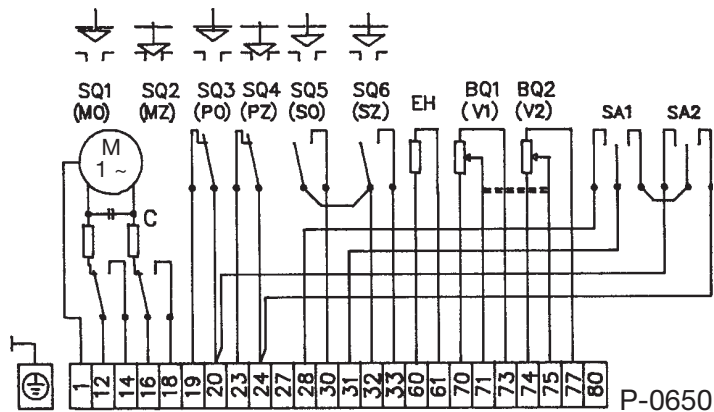 SQ1 SQ2 SQ3 SQ4 SQ5 SQ6 EH BQ1 BQ2 SA1 SA2
(MO) (MZ) (PO) (PZ) (SO) (SZ) (V1) (V2)
M
1 ~
C
1 12 14 16 18 19 20 23 24 27 28 30 31 32 33 60 61 70 71 73 74 75 77 80
P-0650